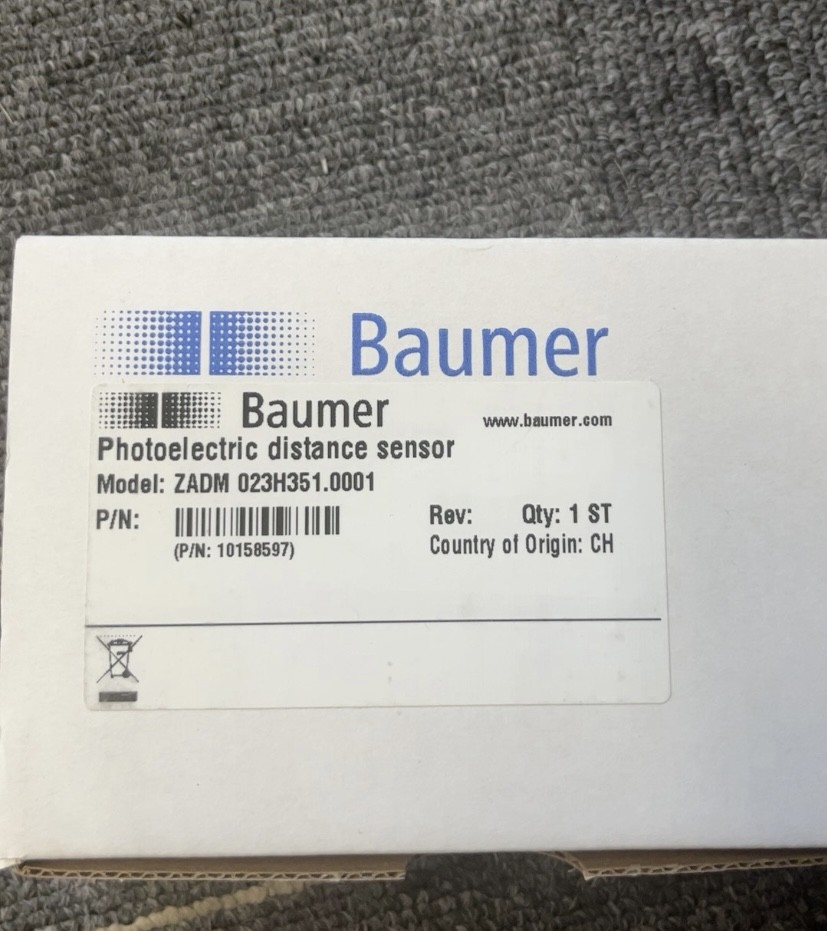 Baumer
Baumer www.baumer.com
Photoelectric distance sensor
Model: ZADM 023H351.0001
P/N: Rev: Qty: 1 ST
(P/N: 10158597) Country of Origin: CH